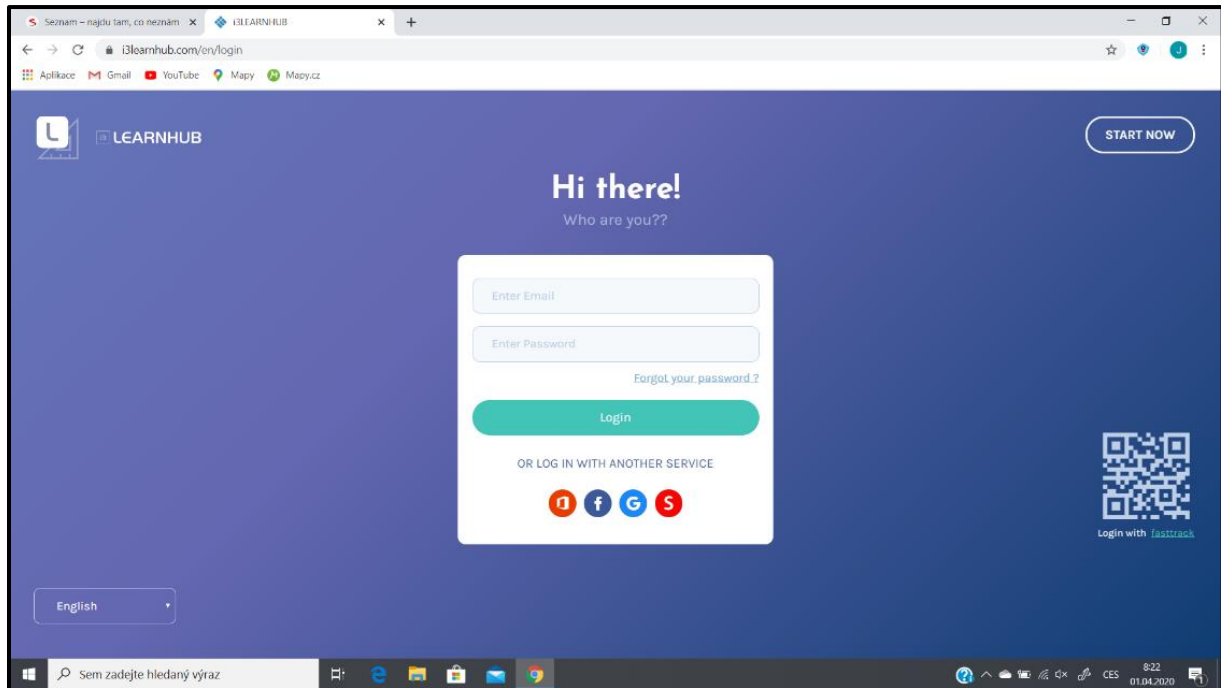 Seznam – najdu tam, co neznám
i3LEARNHUB
i3learnhub.com/en/login
J
Aplikace
Gmail
YouTube
Mapy
Mapy.cz
L
i3 LEARNHUB
START NOW
Hi there!
Who are you??
Enter Email
Enter Password
Forgot your password ?
Login
OR LOG IN WITH ANOTHER SERVICE
Login with fasttrack
English
Sem zadejte hledaný výraz
CES
8:22
01.04.2020